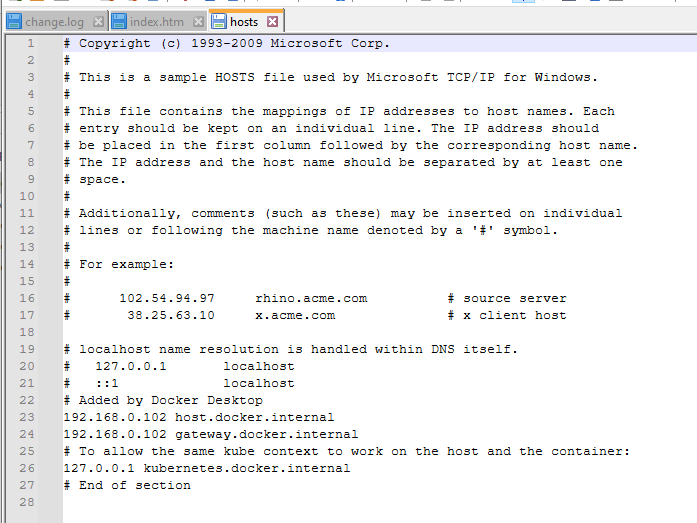 change.log index.htm hosts
1 # Copyright (c) 1993-2009 Microsoft Corp.
2 #
3 # This is a sample HOSTS file used by Microsoft TCP/IP for Windows.
4 #
5 # This file contains the mappings of IP addresses to host names. Each
6 # entry should be kept on an individual line. The IP address should
7 # be placed in the first column followed by the corresponding host name.
8 # The IP address and the host name should be separated by at least one
9 # space.
10 #
11 # Additionally, comments (such as these) may be inserted on individual
12 # lines or following the machine name denoted by a '#' symbol.
13 #
14 # For example:
15 #
16 #      102.54.94.97     rhino.acme.com          # source server
17 #       38.25.63.10     x.acme.com              # x client host
18
19 # localhost name resolution is handled within DNS itself.
20 #   127.0.0.1       localhost
21 #   ::1             localhost
22 # Added by Docker Desktop
23 192.168.0.102 host.docker.internal
24 192.168.0.102 gateway.docker.internal
25 # To allow the same kube context to work on the host and the container:
26 127.0.0.1 kubernetes.docker.internal
27 # End of section
28